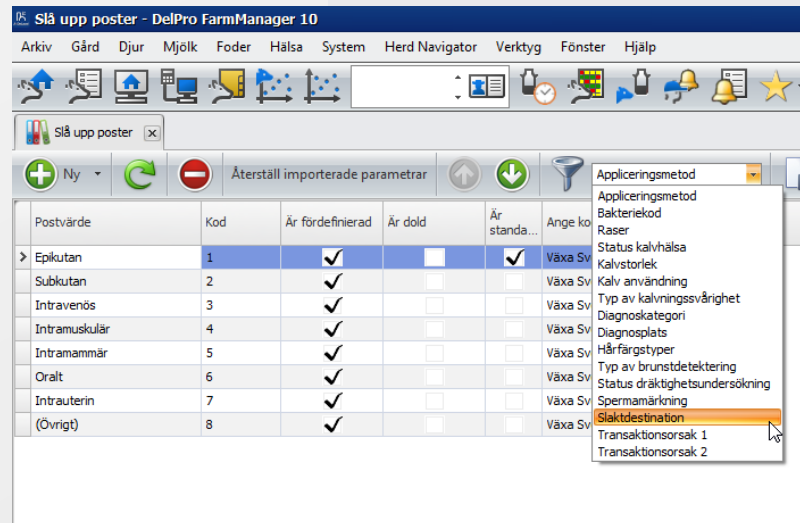 Slå upp poster - DelPro FarmManager 10
Arkiv Gård Djur Mjölk Foder Hälsa System Herd Navigator Verktyg Fönster Hjälp
Slå upp poster
Ny Återställ importerade parametrar Appliceringsmetod
Postvärde Kod Är fördefinierad Är dold Är standa... Ange ko
Epikutan 1 Växa Sv
Subkutan 2 Växa Sv
Intravenös 3 Växa Sv
Intramuskulär 4 Växa Sv
Intramammär 5 Växa Sv
Oralt 6 Växa Sv
Intrauterin 7 Växa Sv
(Övrigt) 8 Växa Sv
Appliceringsmetod
Bakteriekod
Raser
Status kalvhälsa
Kalvstorlek
Kalv användning
Typ av kalvningssvårighet
Diagnoskategori
Diagnosplats
Hårfärgstyper
Typ av brunstdetektering
Status dräktighetsundersökning
Spermamärkning
Slaktdestination
Transaktionsorsak 1
Transaktionsorsak 2